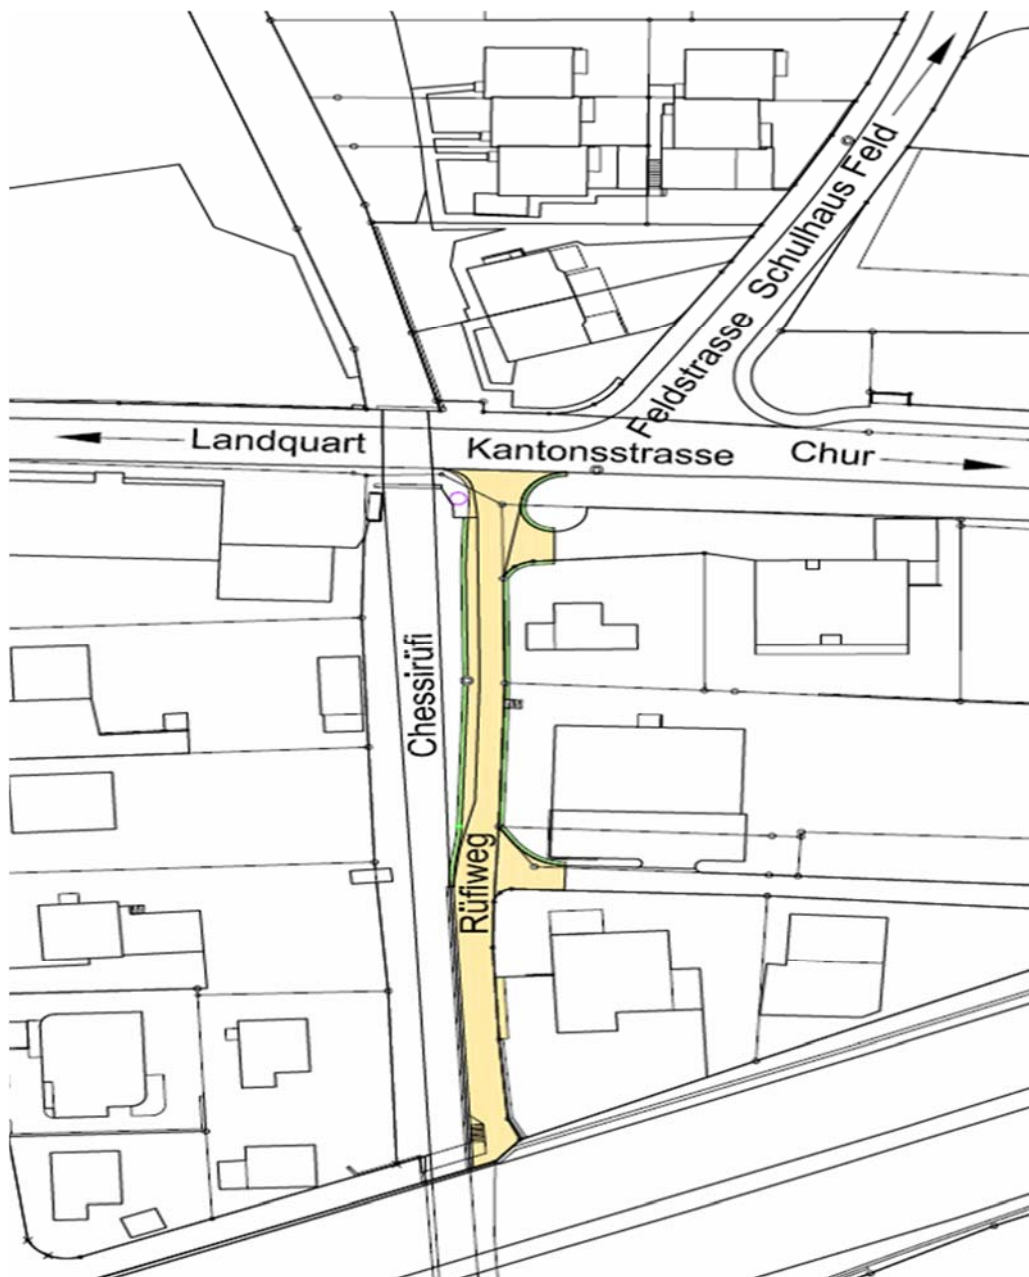 Feldstrasse Schulhaus Feld
Landquart
Kantonsstrasse
Chur
Chessirüfi
Rüfiweg